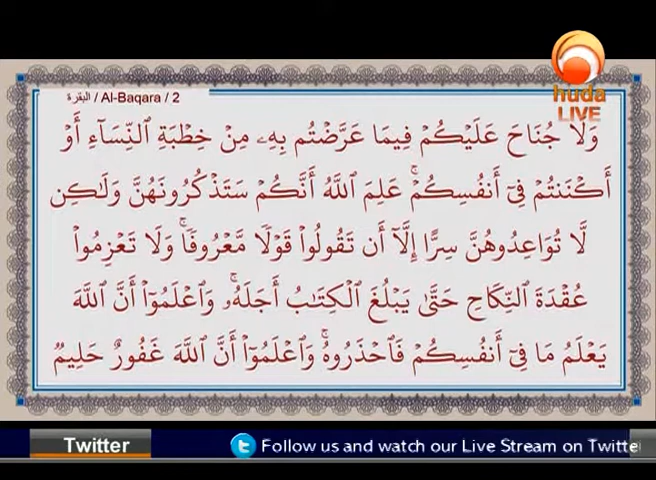 huda
LIVE
البقرة / Al-Baqara / 2
وَلَا جُنَاحَ عَلَيْكُمْ فِيمَا عَرَّضْتُم بِهِۦ مِنْ خِطْبَةِ ٱلنِّسَآءِ أَوْ
أَكْنَنتُمْ فِىٓ أَنفُسِكُمْ ۚ عَلِمَ ٱللَّهُ أَنَّكُمْ سَتَذْكُرُونَهُنَّ وَلَٰكِن
لَّا تُوَاعِدُوهُنَّ سِرًّا إِلَّآ أَن تَقُولُوا۟ قَوْلًا مَّعْرُوفًا ۚ وَلَا تَعْزِمُوا۟
عُقْدَةَ ٱلنِّكَاحِ حَتَّىٰ يَبْلُغَ ٱلْكِتَٰبُ أَجَلَهُۥ ۚ وَٱعْلَمُوٓا۟ أَنَّ ٱللَّهَ
يَعْلَمُ مَا فِىٓ أَنفُسِكُمْ فَٱحْذَرُوهُ ۚ وَٱعْلَمُوٓا۟ أَنَّ ٱللَّهَ غَفُورٌ حَلِيمٌ
Twitter
Follow us and watch our Live Stream on Twitte